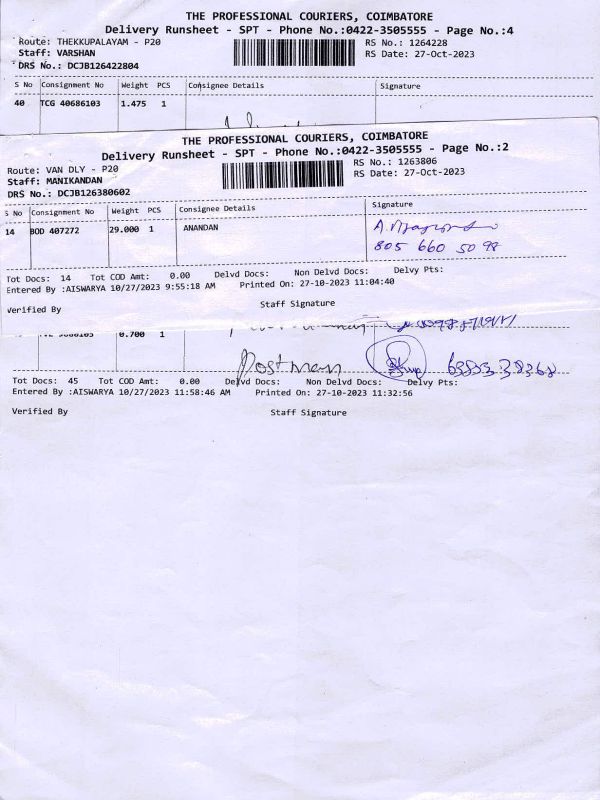 THE PROFESSIONAL COURIERS, COIMBATORE
Delivery Runsheet - SPT - Phone No.:0422-3505555 - Page No.:4
Route: THEKKUPALAYAM - P20
RS No.: 1264228
Staff: VARSHAN
RS Date: 27-Oct-2023
DRS No.: DCJB126422804
S No Consignment No Weight PCS Consignee Details Signature
40 TCG 40686103 1.475 1
THE PROFESSIONAL COURIERS, COIMBATORE
Delivery Runsheet - SPT - Phone No.:0422-3505555 - Page No.:2
Route: VAN DLY - P20
RS No.: 1263806
Staff: MANIKANDAN
RS Date: 27-Oct-2023
DRS No.: DCJB126380602
S No Consignment No Weight PCS Consignee Details Signature
14 BOD 407272 29.000 1 ANANDAN
805 660 50 98
Tot Docs: 14 Tot COD Amt: 0.00 Delvd Docs: Non Delvd Docs: Delvy Pts:
Entered By :AISWARYA 10/27/2023 9:55:18 AM Printed On: 27-10-2023 11:04:40
Staff Signature
Verified By
0.700 1
Postman
Tot Docs: 45 Tot COD Amt: 0.00 Delvd Docs: Non Delvd Docs: Delvy Pts:
Entered By :AISWARYA 10/27/2023 11:58:46 AM Printed On: 27-10-2023 11:32:56
Verified By Staff Signature